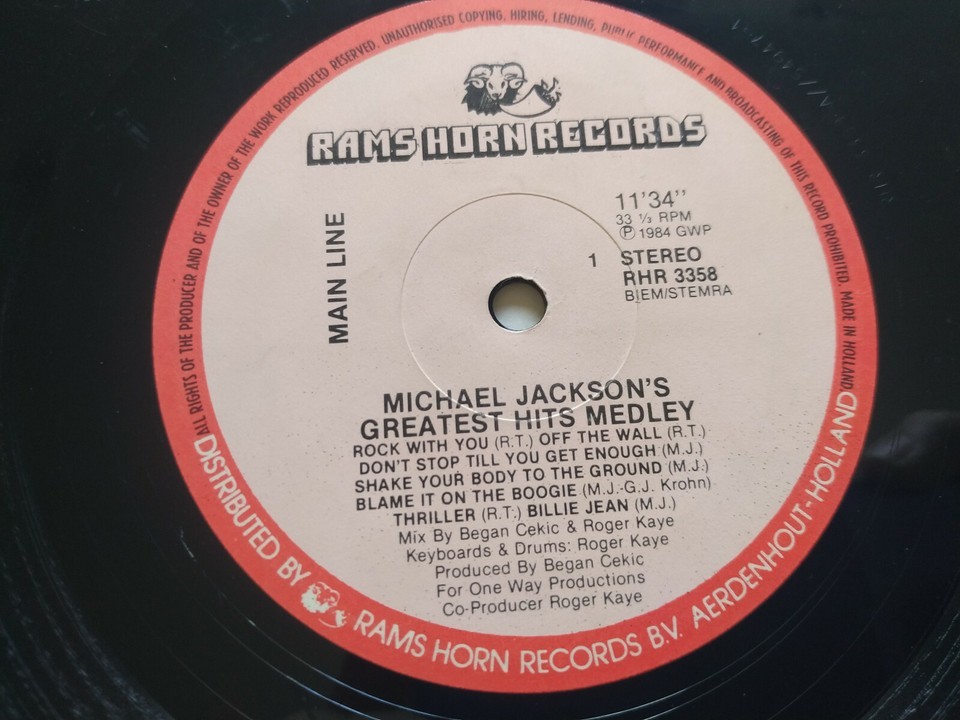 ALL RIGHTS OF THE PRODUCER AND OF THE OWNER OF THE WORK REPRODUCED RESERVED. UNAUTHORISED COPYING, HIRING, LENDING, PUBLIC PERFORMANCE AND BROADCASTING OF THIS RECORD PROHIBITED. MADE IN HOLLAND.
RAMS HORN RECORDS
MAIN LINE
11'34"
33 ⅓ RPM
Ⓟ 1984 GWP
1 STEREO
RHR 3358
BIEM/STEMRA
MICHAEL JACKSON'S
GREATEST HITS MEDLEY
ROCK WITH YOU (R.T.) OFF THE WALL (R.T.)
DON'T STOP TILL YOU GET ENOUGH (M.J.)
SHAKE YOUR BODY TO THE GROUND (M.J.)
BLAME IT ON THE BOOGIE (M.J.-G.J. Krohn)
THRILLER (R.T.) BILLIE JEAN (M.J.)
Mix By Began Cekic & Roger Kaye
Keyboards & Drums: Roger Kaye
Produced By Began Cekic
For One Way Productions
Co-Producer Roger Kaye
DISTRIBUTED BY RAMS HORN RECORDS B.V. AERDENHOUT-HOLLAND